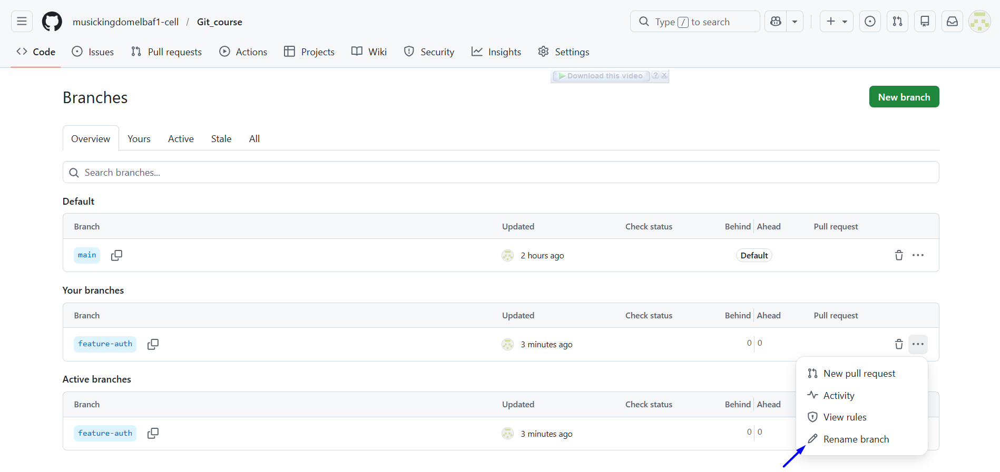 musickingdomelbaf1-cell / Git_course
Type / to search
Code Issues Pull requests Actions Projects Wiki Security Insights Settings
Download this video ? X
Branches
New branch
Overview Yours Active Stale All
Search branches...
Default
Branch Updated Check status Behind Ahead Pull request
main 2 hours ago Default
Your branches
Branch Updated Check status Behind Ahead Pull request
feature-auth 3 minutes ago 0 0
New pull request
Active branches
Activity
Branch Updated Check status Behind Ahead
View rules
feature-auth 3 minutes ago 0 0
Rename branch